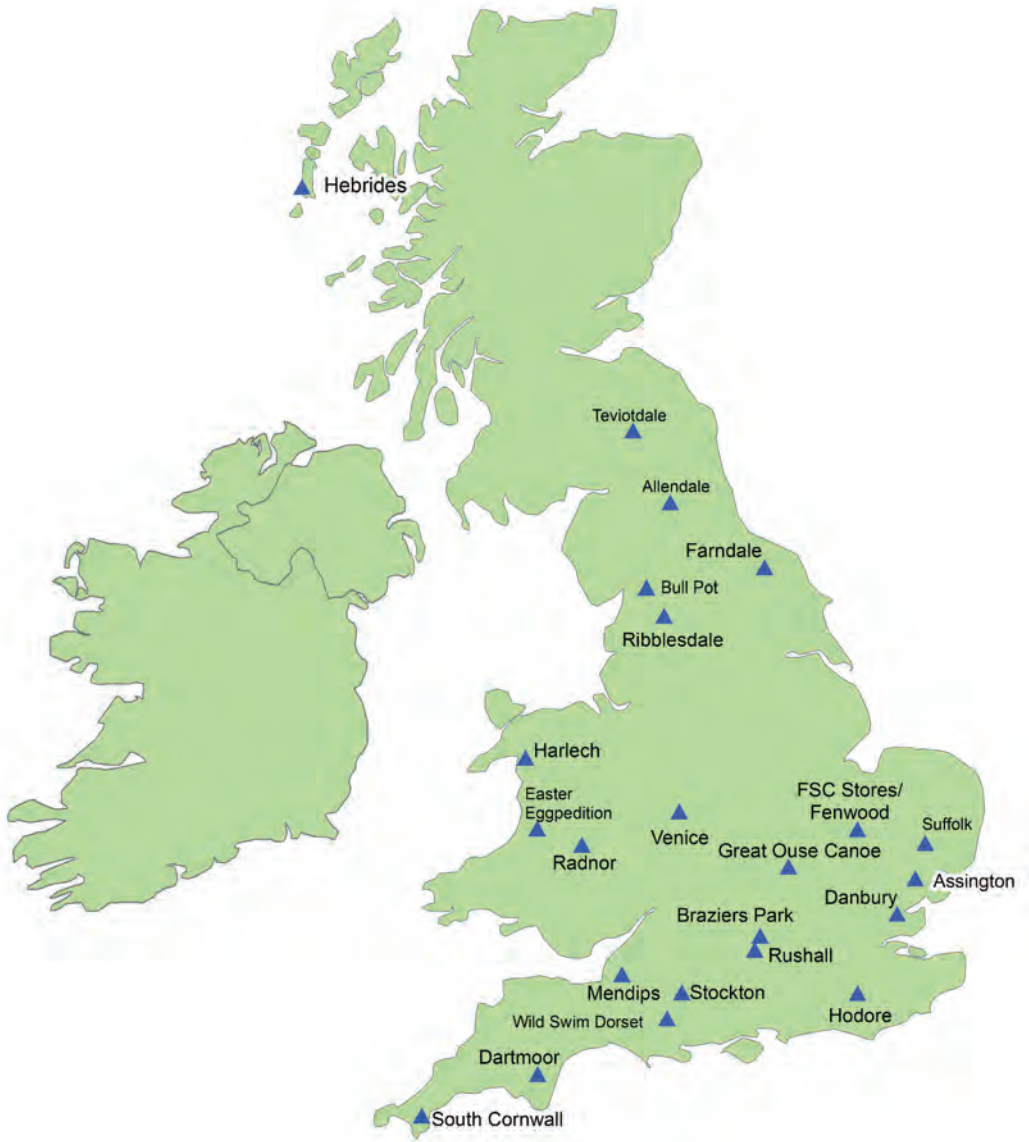 Hebrides
Teviotdale
Allendale
Farndale
Bull Pot
Ribblesdale
Harlech
Easter
Eggpedition
Radnor
Venice
FSC Stores/
Fenwood
Suffolk
Great Ouse Canoe
Assington
Danbury
Braziers Park
Rushall
Mendips
Stockton
Hodore
Wild Swim Dorset
Dartmoor
South Cornwall